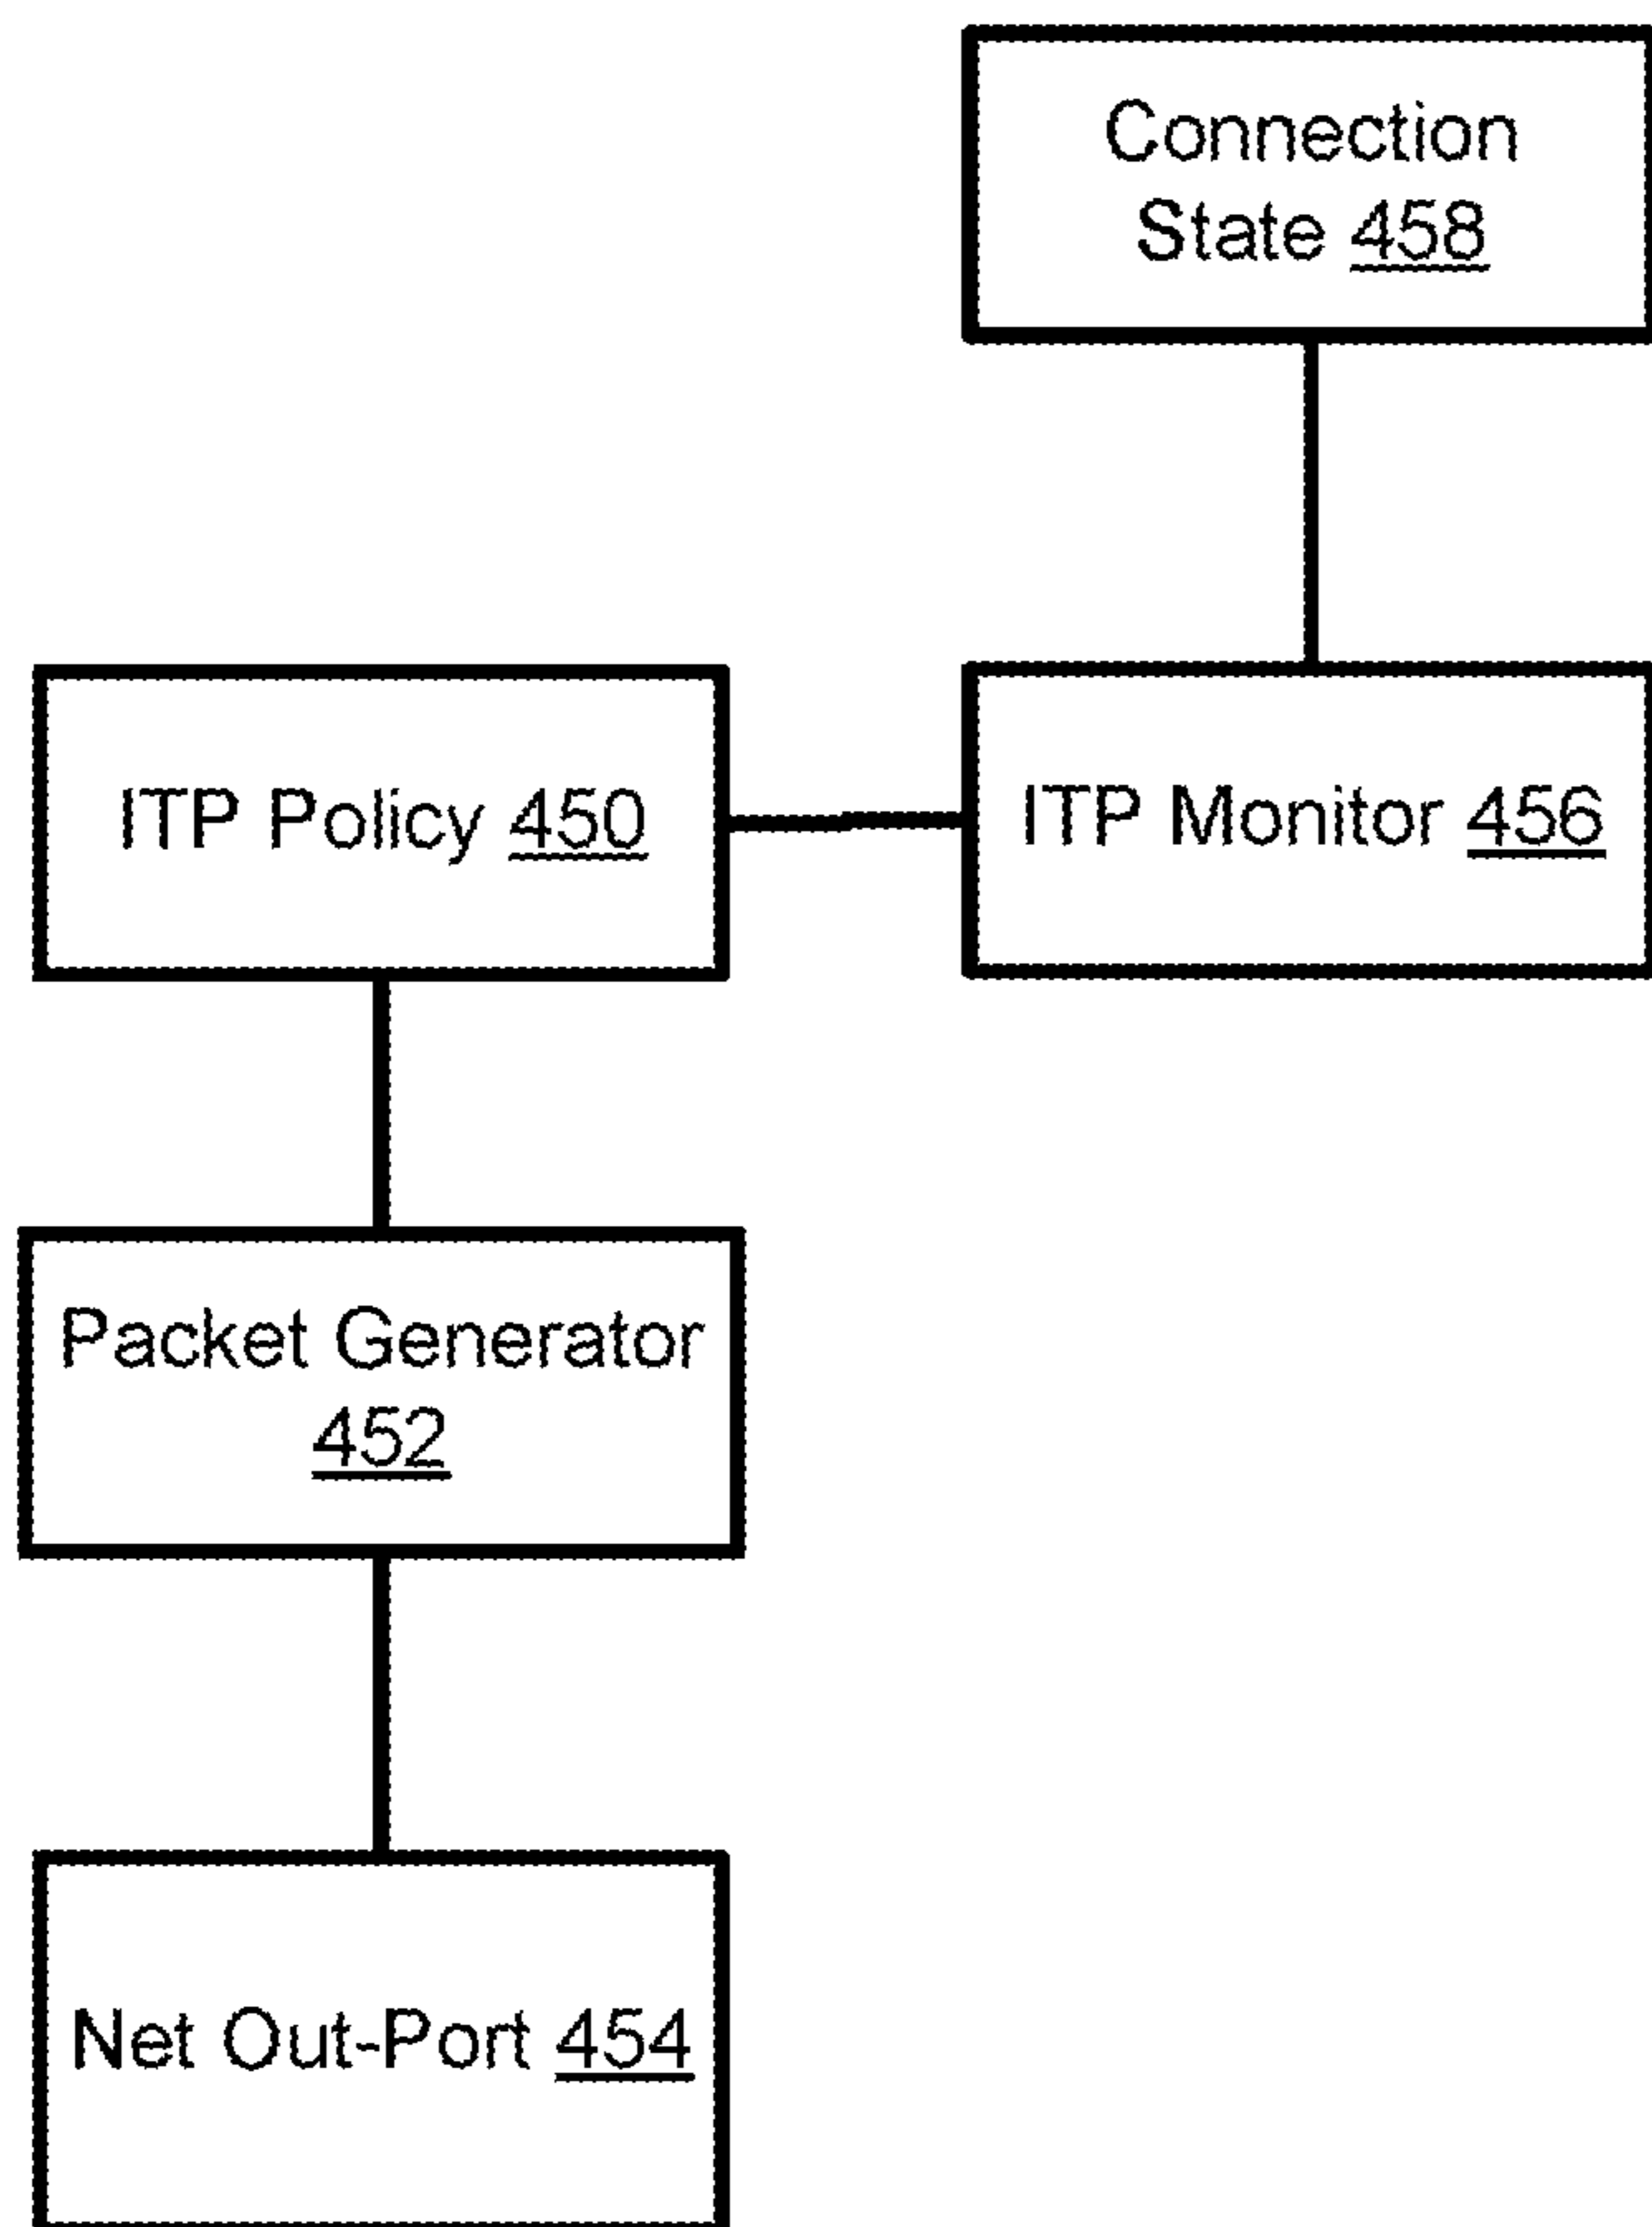 Connection
State 458
ITP Policy 450
ITP Monitor 456
Packet Generator
452
Net Out-Port 454